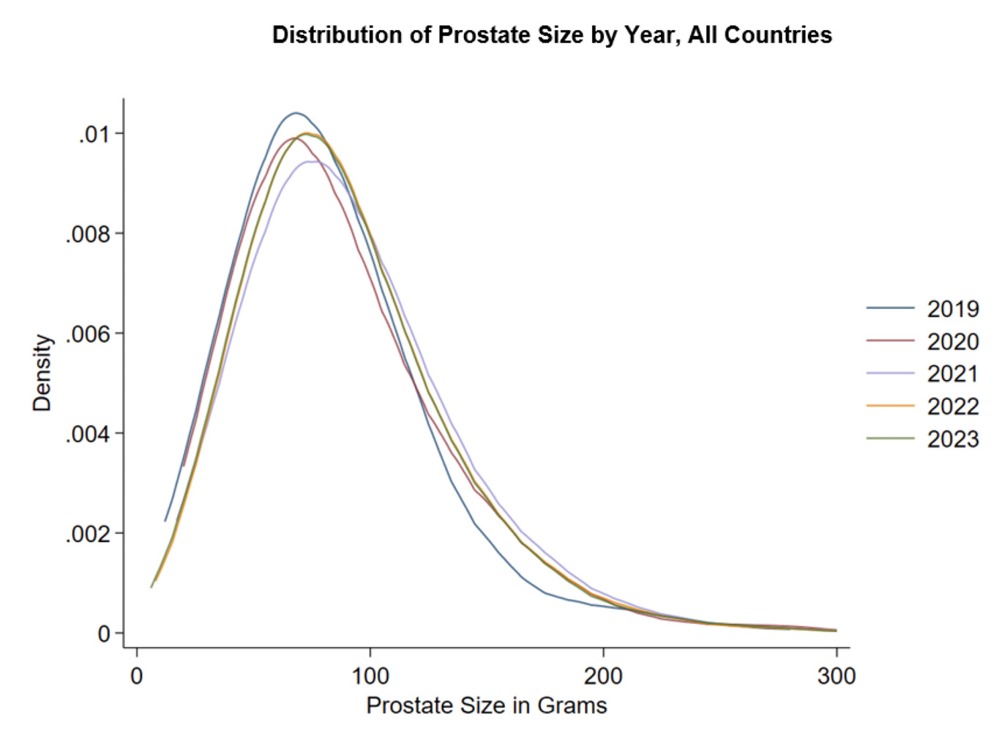 Distribution of Prostate Size by Year, All Countries
.01
.008
.006
.004
.002
0
Density
0 100 200 300
Prostate Size in Grams
2019
2020
2021
2022
2023